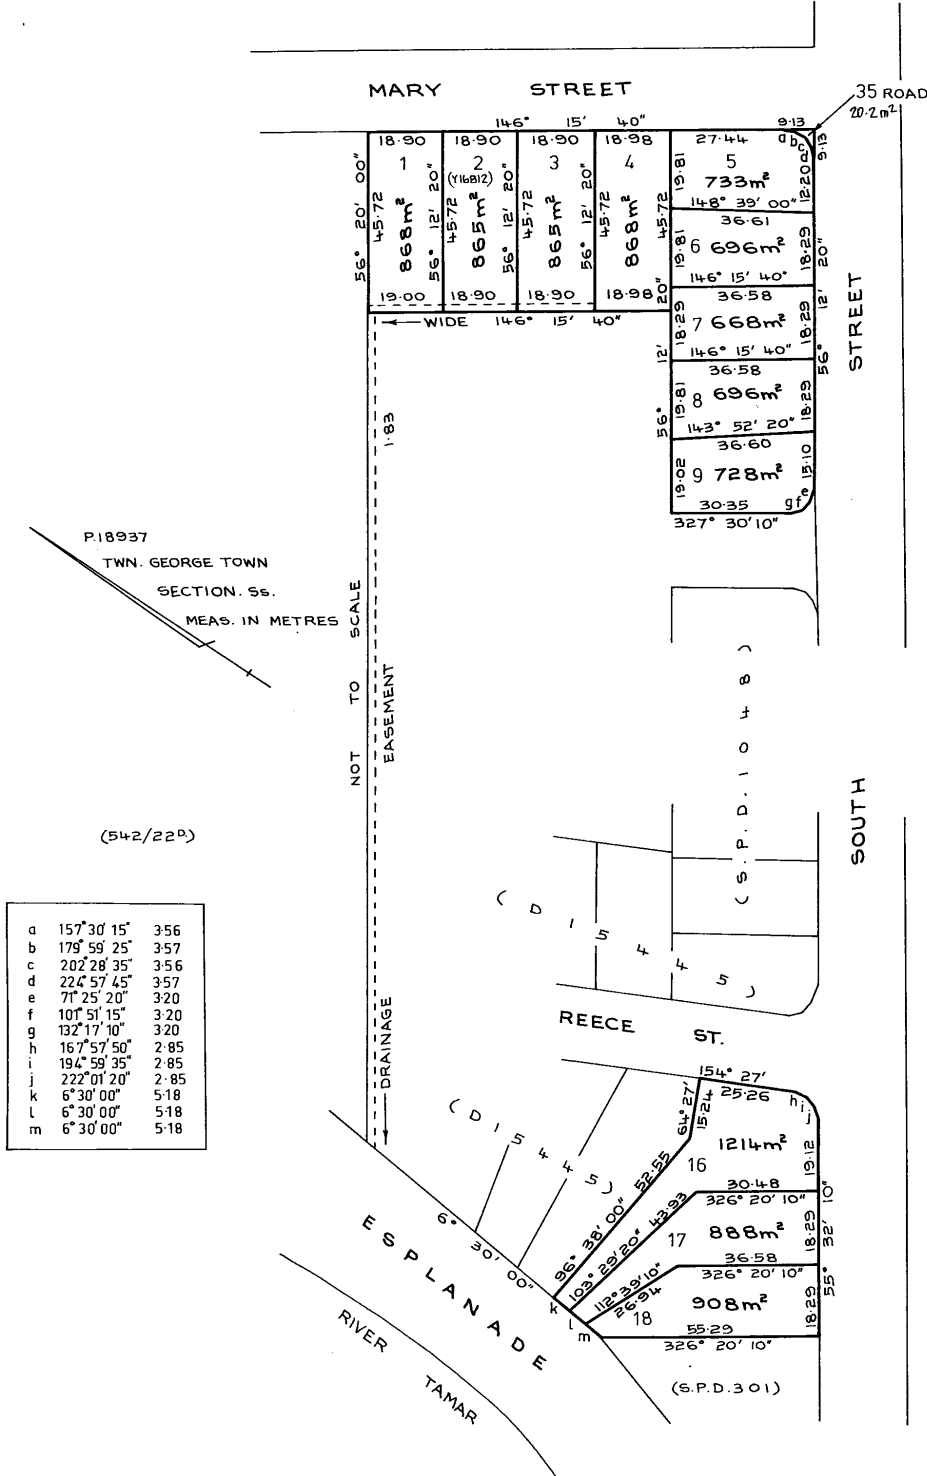 MARY STREET
35 ROAD
20.2m²
146° 15' 40"
9.13
9.13
18.90 18.90 18.90 18.98 27.44
a b c d
1 2 3 4 5
(Y16812)
56° 20' 00"
45.72
868m²
56° 12' 20"
45.72
865m²
56° 12' 20"
45.72
865m²
56° 12' 20"
45.72
868m²
45.72
19.81
733m²
12.20
148° 39' 00"
36.61
19.81
6 696m²
18.29
146° 15' 40"
19.00 18.90 18.90 18.98
WIDE 146° 15' 40"
36.58
18.29
7 668m²
18.29
146° 15' 40"
56° 12' 20"
56° 12' 20"
36.58
19.81
8 696m²
18.29
143° 52' 20"
36.60
19.02
9 728m²
15.10
30.35
g f e
327° 30' 10"
STREET
SOUTH
1.83
P.18937
TWN. GEORGE TOWN
SECTION. Ss.
MEAS. IN METRES
NOT TO SCALE
DRAINAGE EASEMENT
(S.P.D.1048)
(542/22D.)
(D15445)
a 157°30'15" 3.56
b 179°59'25" 3.57
c 202°28'35" 3.56
d 224°57'45" 3.57
e 71°25'20" 3.20
f 101°51'15" 3.20
g 132°17'10" 3.20
h 167°57'50" 2.85
i 194°59'35" 2.85
j 222°01'20" 2.85
k 6°30'00" 5.18
l 6°30'00" 5.18
m 6°30'00" 5.18
REECE ST.
154° 27'
25.26
h i j
64° 27'
15.24
(D15445)
1214m²
16
19.12
96° 38' 00" 52.55
30.48
326° 20' 10"
103° 29' 20" 43.93
17 888m²
18.29
55° 32' 10"
36.58
326° 20' 10"
112° 39' 10"
26.94
18 908m²
18.29
55.29
326° 20' 10"
6° 30' 00"
k
l
m
ESPLANADE
RIVER TAMAR
(S.P.D.301)